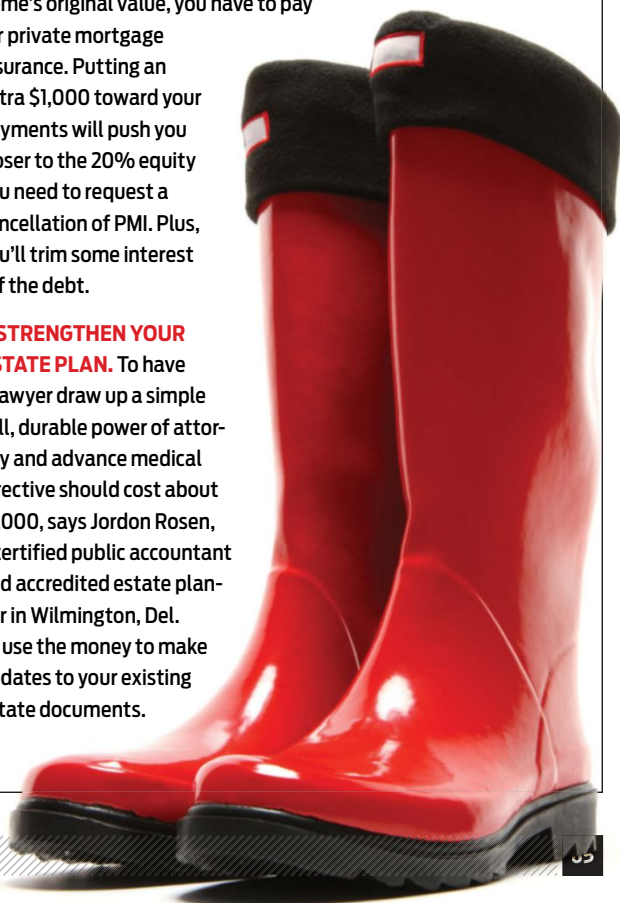 ome's original value, you have to pay
r private mortgage
surance. Putting an
tra $1,000 toward your
yments will push you
oser to the 20% equity
u need to request a
ncellation of PMI. Plus,
u'll trim some interest
f the debt.
STRENGTHEN YOUR
STATE PLAN. To have
awyer draw up a simple
ll, durable power of attor-
y and advance medical
rective should cost about
,000, says Jordon Rosen,
certified public accountant
d accredited estate plan-
r in Wilmington, Del.
use the money to make
dates to your existing
tate documents.